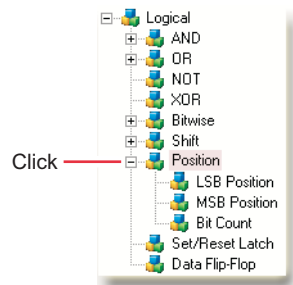 Logical
AND
OR
NOT
XOR
Bitwise
Shift
Click Position
LSB Position
MSB Position
Bit Count
Set/Reset Latch
Data Flip-Flop